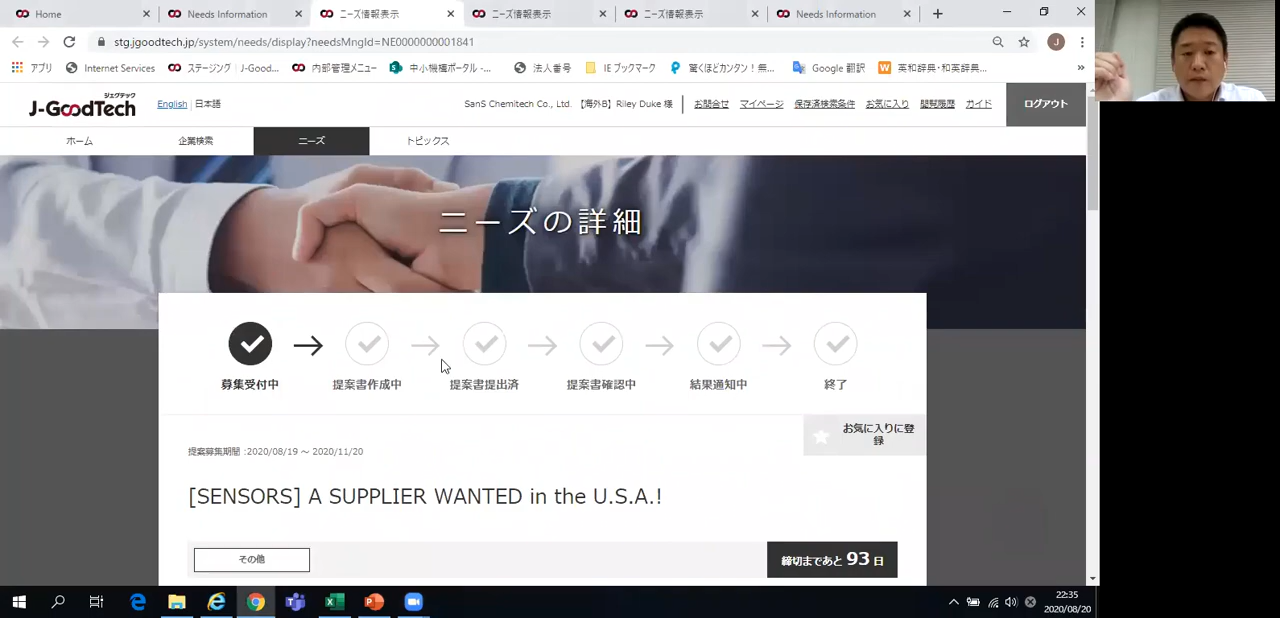 Home
Needs Information
ニーズ情報表示
ニーズ情報表示
ニーズ情報表示
Needs Information
stg.jgoodtech.jp/system/needs/display?needsMngId=NE0000000001841
J
アプリ
Internet Services
ステージング | J-Good...
内部管理メニュー
中小機構ポータル -...
法人番号
IE ブックマーク
驚くほどカンタン！無...
Google 翻訳
英和辞典・和英辞典...
»
ジェグテック
J-GoodTech
English | 日本語
SanS Chemitech Co., Ltd. 【海外B】 Riley Duke 様
お問合せ
マイページ
保存済検索条件
お気に入り
閲覧履歴
ガイド
ログアウト
ホーム
企業検索
ニーズ
トピックス
ニーズの詳細
募集受付中
提案書作成中
提案書提出済
提案書確認中
結果通知中
終了
お気に入りに登
録
提案募集期間 :2020/08/19 ～ 2020/11/20
[SENSORS] A SUPPLIER WANTED in the U.S.A.!
その他
締切まであと 93 日
22:35
2020/08/20